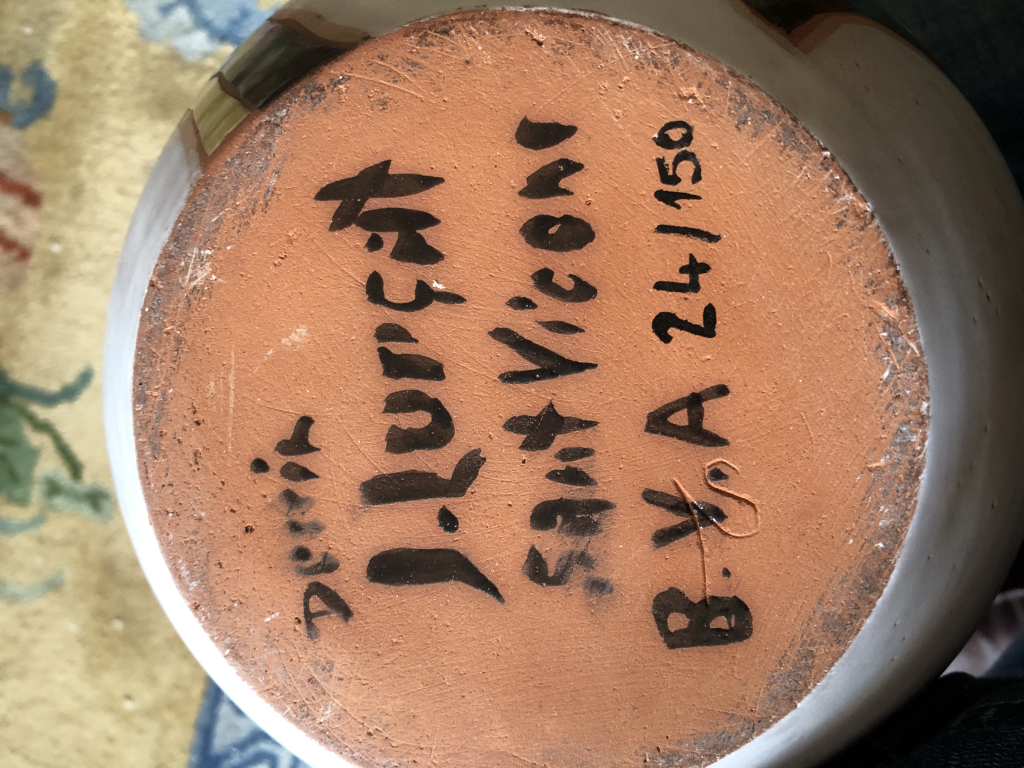 Dessin
J. Lurçat
Sant Vicens
B. V. A 24/150